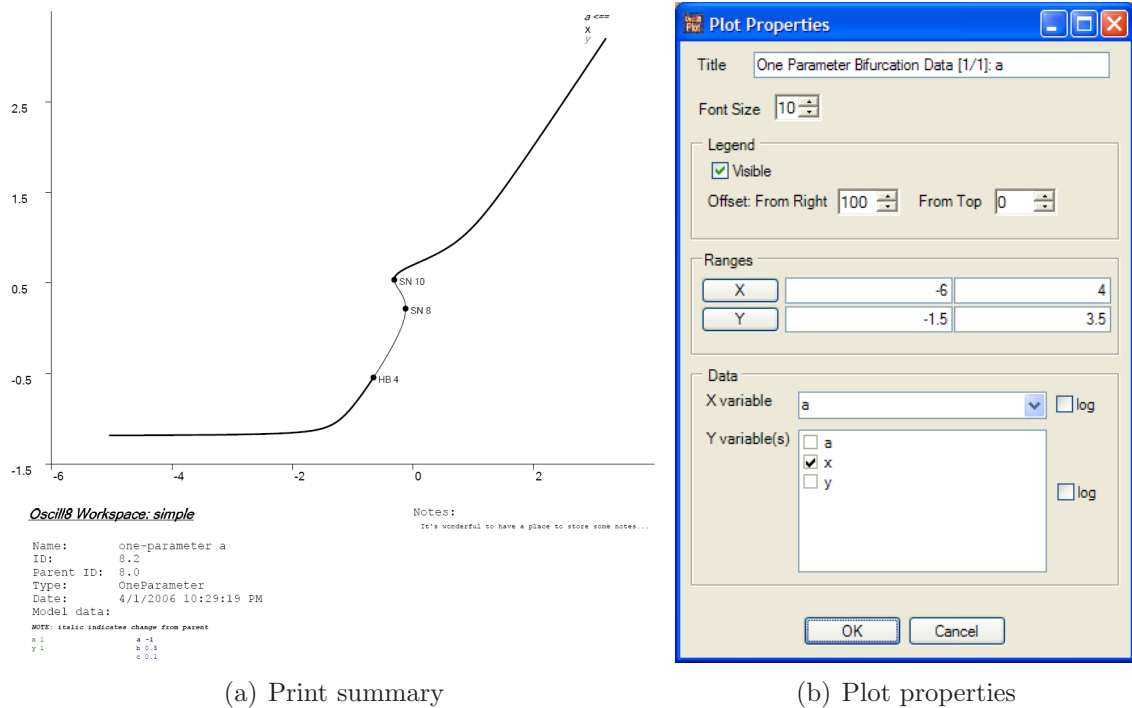 a <==
x
y
2.5
1.5
0.5
-0.5
-1.5
SN 10
SN 8
HB 4
-6 -4 -2 0 2
Oscill8 Workspace: simple
Name: one-parameter a
ID: 8.2
Parent ID: 8.0
Type: OneParameter
Date: 4/1/2006 10:29:19 PM
Model data:
NOTE: italic indicates change from parent
x 1 a -1
y 1 b 0.5
c 0.1
Notes:
It's wonderful to have a place to store some notes...
(a) Print summary
Oscill8 Plot
Plot Properties
Title One Parameter Bifurcation Data [1/1]: a
Font Size 10
Legend
Visible
Offset: From Right 100 From Top 0
Ranges
X -6 4
Y -1.5 3.5
Data
X variable a log
Y variable(s) a
x
y
log
OK Cancel
(b) Plot properties